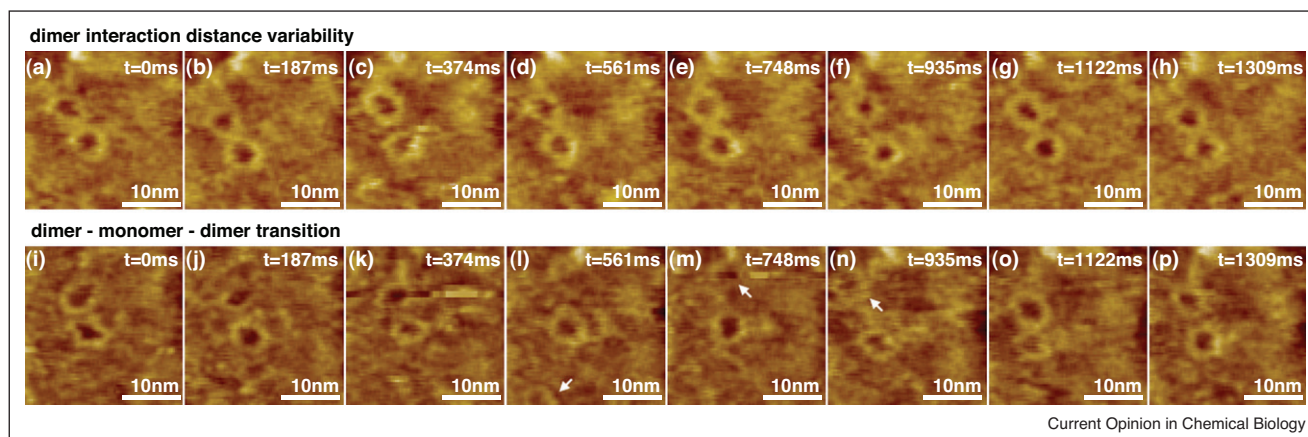 dimer interaction distance variability
(a) t=0ms (b) t=187ms (c) t=374ms (d) t=561ms (e) t=748ms (f) t=935ms (g) t=1122ms (h) t=1309ms
10nm 10nm 10nm 10nm 10nm 10nm 10nm 10nm
dimer - monomer - dimer transition
(i) t=0ms (j) t=187ms (k) t=374ms (l) t=561ms (m) t=748ms (n) t=935ms (o) t=1122ms (p) t=1309ms
10nm 10nm 10nm 10nm 10nm 10nm 10nm 10nm
Current Opinion in Chemical Biology